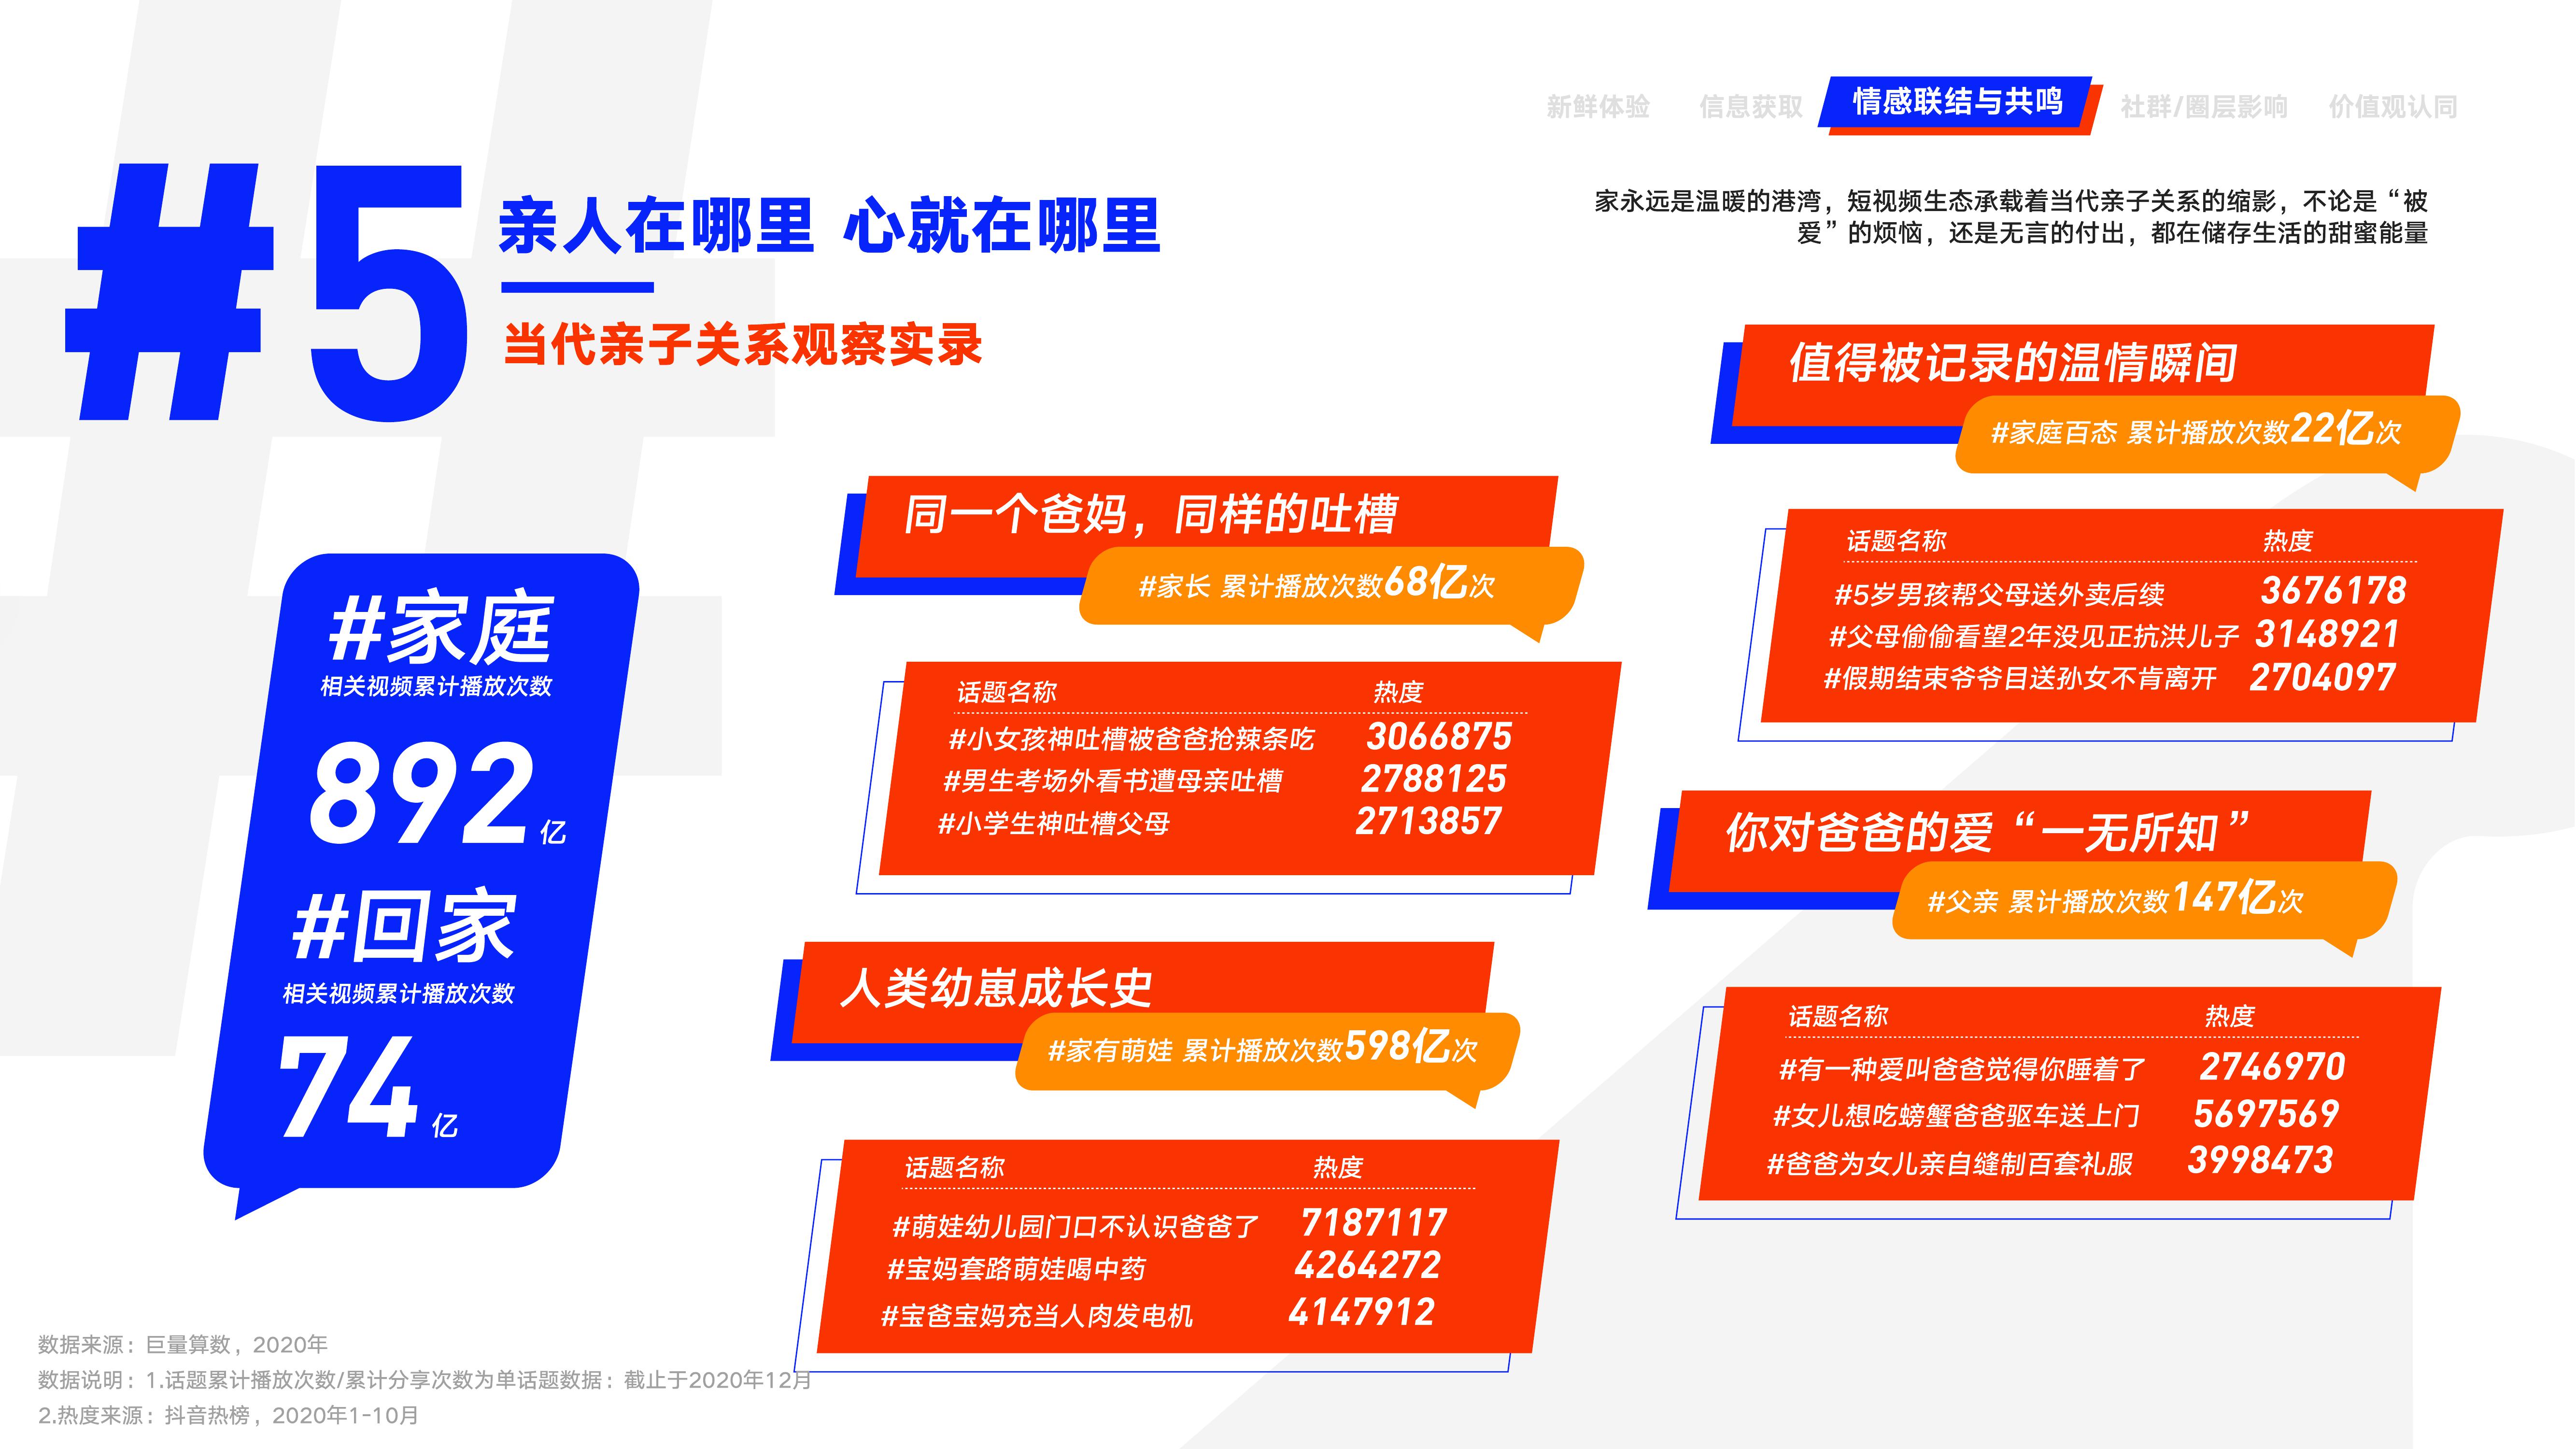 新鲜体验 信息获取 情感联结与共鸣 社群/圈层影响 价值观认同
#5
亲人在哪里 心就在哪里
当代亲子关系观察实录
家永远是温暖的港湾，短视频生态承载着当代亲子关系的缩影，不论是“被
爱”的烦恼，还是无言的付出，都在储存生活的甜蜜能量
#家庭
相关视频累计播放次数
892亿
#回家
相关视频累计播放次数
74亿
同一个爸妈，同样的吐槽
#家长 累计播放次数68亿次
话题名称 热度
#小女孩神吐槽被爸爸抢辣条吃 3066875
#男生考场外看书遭母亲吐槽 2788125
#小学生神吐槽父母 2713857
人类幼崽成长史
#家有萌娃 累计播放次数598亿次
话题名称 热度
#萌娃幼儿园门口不认识爸爸了 7187117
#宝妈套路萌娃喝中药 4264272
#宝爸宝妈充当人肉发电机 4147912
值得被记录的温情瞬间
#家庭百态 累计播放次数22亿次
话题名称 热度
#5岁男孩帮父母送外卖后续 3676178
#父母偷偷看望2年没见正抗洪儿子 3148921
#假期结束爷爷目送孙女不肯离开 2704097
你对爸爸的爱“一无所知”
#父亲 累计播放次数147亿次
话题名称 热度
#有一种爱叫爸爸觉得你睡着了 2746970
#女儿想吃螃蟹爸爸驱车送上门 5697569
#爸爸为女儿亲自缝制百套礼服 3998473
数据来源：巨量算数，2020年
数据说明：1.话题累计播放次数/累计分享次数为单话题数据：截止于2020年12月
2.热度来源：抖音热榜，2020年1-10月